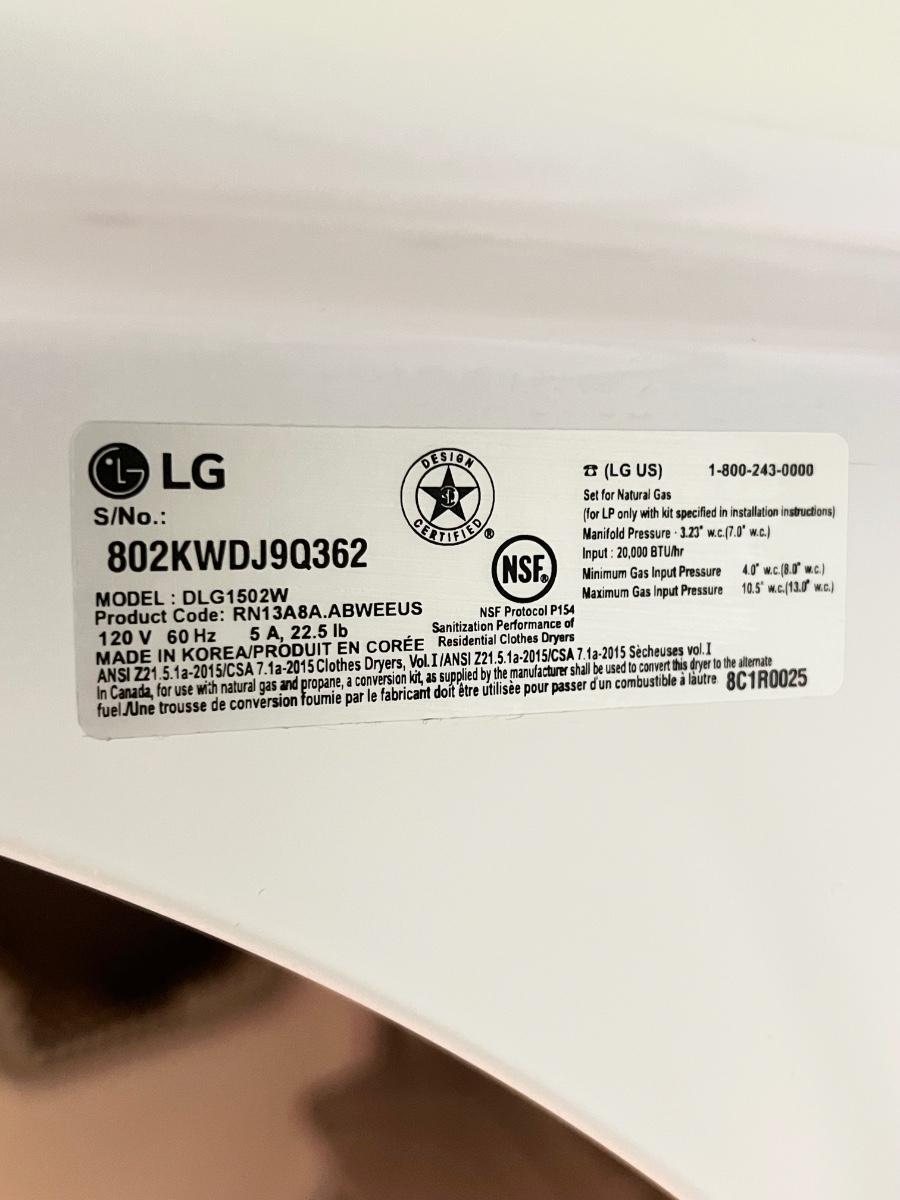 LG
S/No.:
802KWDJ9Q362
MODEL : DLG1502W
Product Code: RN13A8A.ABWEEUS
120 V 60 Hz 5 A, 22.5 lb
MADE IN KOREA/PRODUIT EN CORÉE
DESIGN
CERTIFIED
®
NSF®
NSF Protocol P154
Sanitization Performance of
Residential Clothes Dryers
☎ (LG US) 1-800-243-0000
Set for Natural Gas
(for LP only with kit specified in installation instructions)
Manifold Pressure · 3.23" w.c.(7.0" w.c.)
Input : 20,000 BTU/hr
Minimum Gas Input Pressure 4.0" w.c.(8.0" w.c.)
Maximum Gas Input Pressure 10.5" w.c.(13.0" w.c.)
ANSI Z21.5.1a-2015/CSA 7.1a-2015 Clothes Dryers, Vol.I/ANSI Z21.5.1a-2015/CSA 7.1a-2015 Sècheuses vol.I
In Canada, for use with natural gas and propane, a conversion kit, as supplied by the manufacturer shall be used to convert this dryer to the alternate
fuel./Une trousse de conversion fournie par le fabricant doit être utilisée pour passer d'un combustible à làutre. 8C1R0025